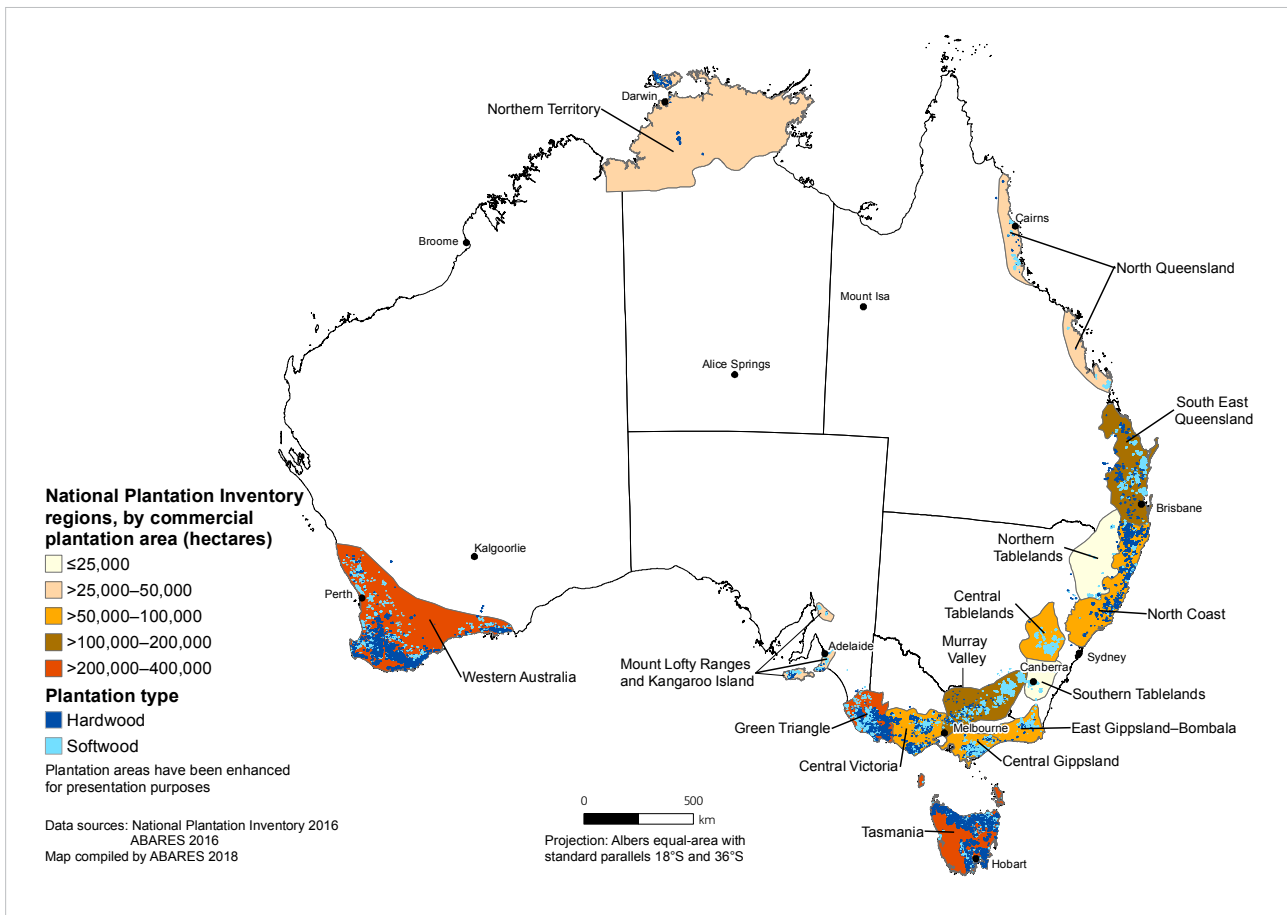 Darwin
Northern Territory
Broome
Cairns
North Queensland
Mount Isa
Alice Springs
South East
Queensland
Brisbane
Northern
Tablelands
Kalgoorlie
Perth
Central
Tablelands
North Coast
Murray
Valley
Adelaide
Sydney
Canberra
Mount Lofty Ranges
and Kangaroo Island
Western Australia
Southern Tablelands
Green Triangle
Melbourne
East Gippsland–Bombala
Central Victoria
Central Gippsland
Tasmania
Hobart
National Plantation Inventory
regions, by commercial
plantation area (hectares)
≤25,000
>25,000–50,000
>50,000–100,000
>100,000–200,000
>200,000–400,000
Plantation type
Hardwood
Softwood
Plantation areas have been enhanced
for presentation purposes
Data sources: National Plantation Inventory 2016
ABARES 2016
Map compiled by ABARES 2018
0 500
km
Projection: Albers equal-area with
standard parallels 18°S and 36°S